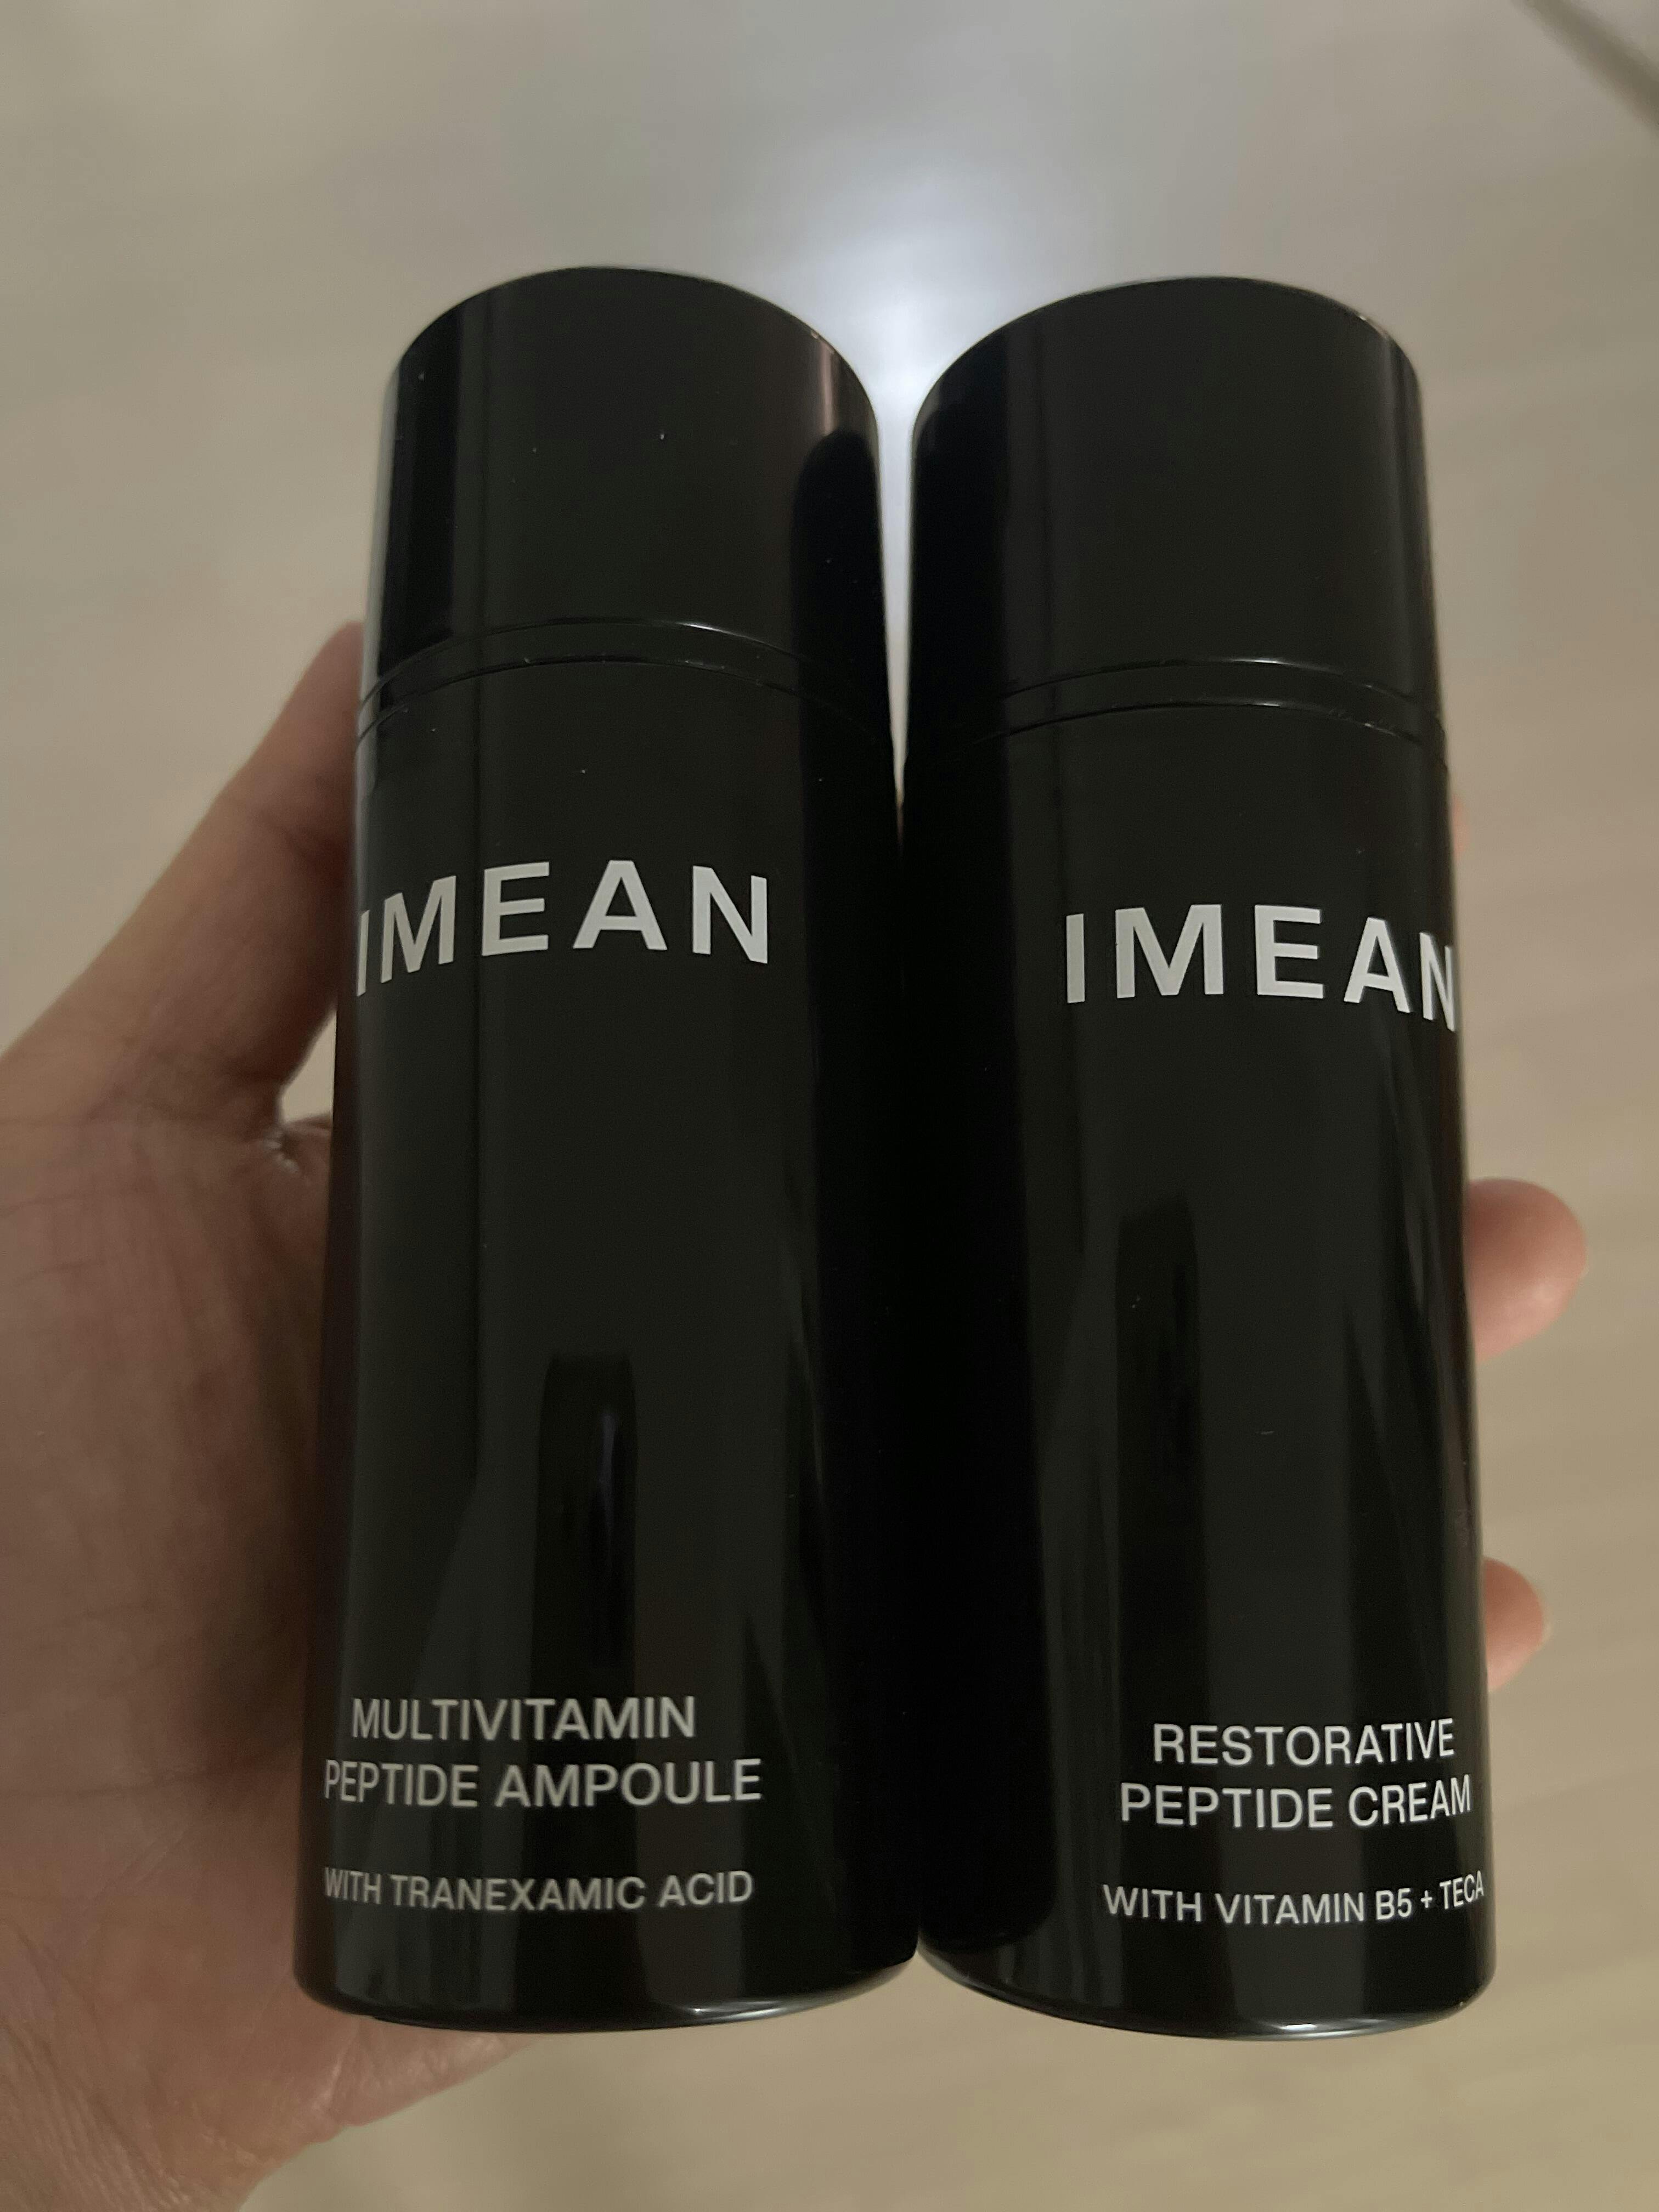 IMEAN
MULTIVITAMIN
PEPTIDE AMPOULE
WITH TRANEXAMIC ACID
IMEAN
RESTORATIVE
PEPTIDE CREAM
WITH VITAMIN B5 + TECA